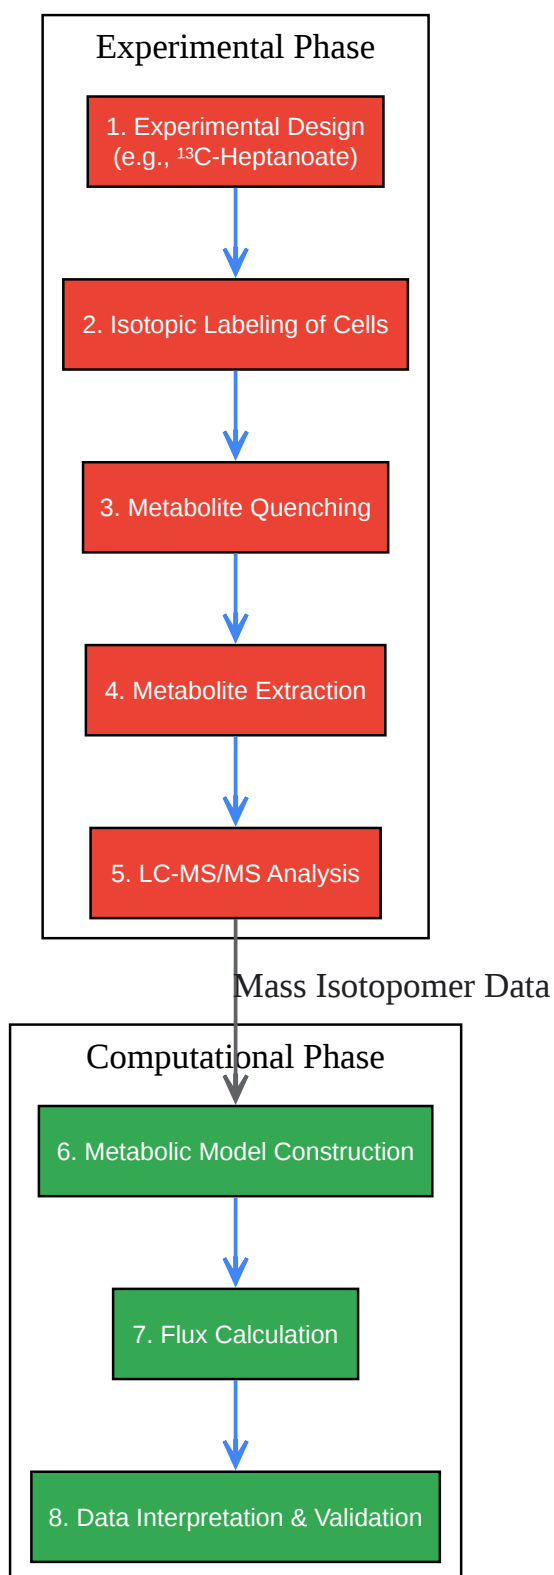 Experimental Phase
1. Experimental Design
(e.g., ¹³C-Heptanoate)
2. Isotopic Labeling of Cells
3. Metabolite Quenching
4. Metabolite Extraction
5. LC-MS/MS Analysis
Mass Isotopomer Data
Computational Phase
6. Metabolic Model Construction
7. Flux Calculation
8. Data Interpretation & Validation